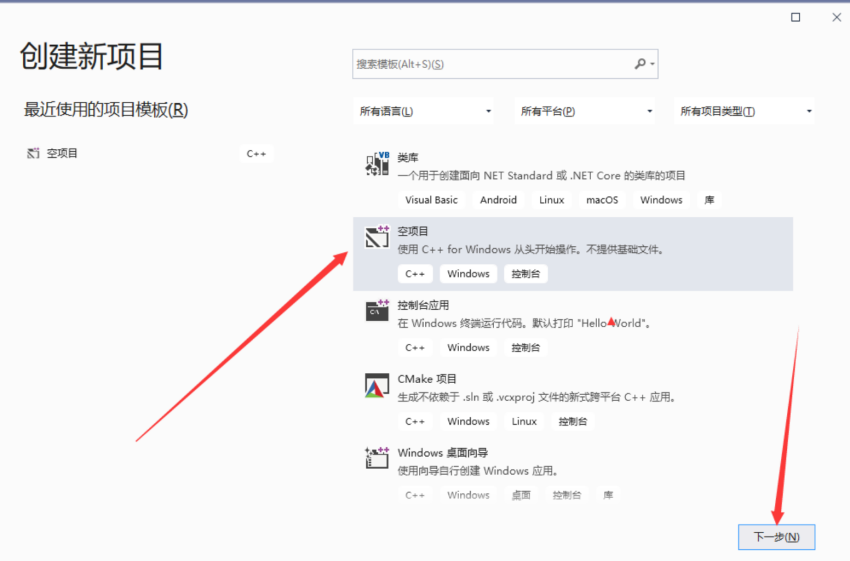 创建新项目
最近使用的项目模板(R)
空项目 C++
搜索模板(Alt+S)(S)
所有语言(L) 所有平台(P) 所有项目类型(T)
VB
类库
一个用于创建面向 NET Standard 或 .NET Core 的类库的项目
Visual Basic Android Linux macOS Windows 库
空项目
使用 C++ for Windows 从头开始操作。不提供基础文件。
C++ Windows 控制台
控制台应用
在 Windows 终端运行代码。默认打印 "Hello World"。
C++ Windows 控制台
CMake 项目
生成不依赖于 .sln 或 .vcxproj 文件的新式跨平台 C++ 应用。
C++ Windows Linux 控制台
Windows 桌面向导
使用向导自行创建 Windows 应用。
C++ Windows 桌面 控制台 库
下一步(N)